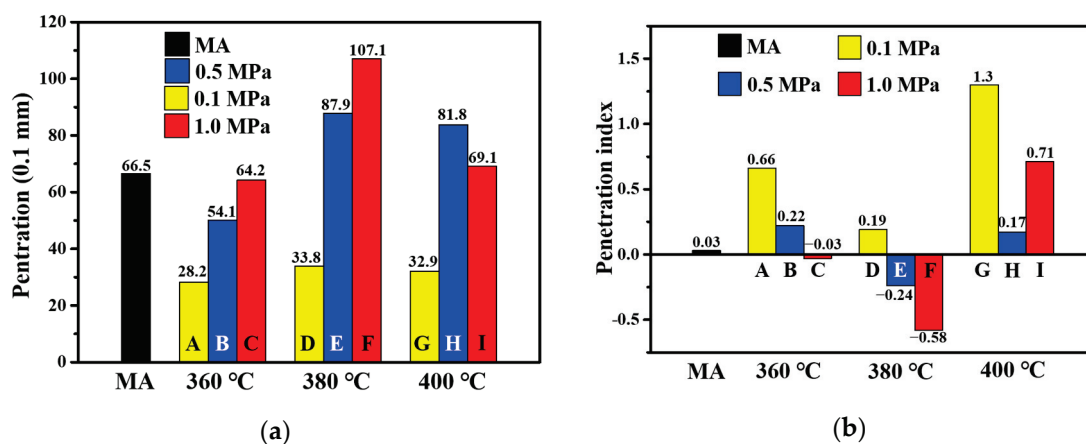 Pentration (0.1 mm)
120
100
80
60
40
20
0
MA
0.5 MPa
0.1 MPa
1.0 MPa
66.5
28.2
54.1
64.2
33.8
87.9
107.1
32.9
81.8
69.1
A B C D E F G H I
MA 360 °C 380 °C 400 °C
(a)
Penetration index
1.5
1.0
0.5
0.0
-0.5
MA 0.1 MPa
0.5 MPa 1.0 MPa
0.03
0.66
0.22
−0.03
0.19
−0.24
−0.58
1.3
0.17
0.71
A B C D E F G H I
MA 360 °C 380 °C 400 °C
(b)